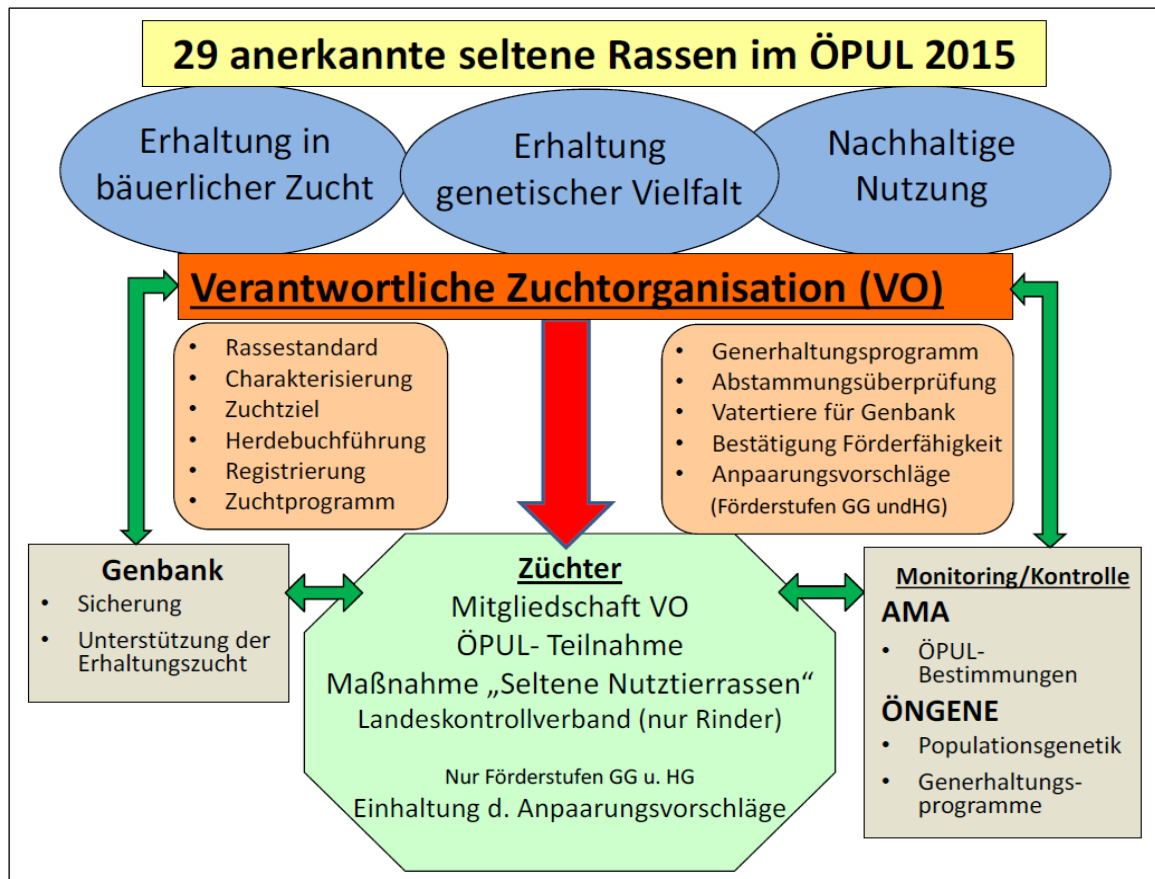 29 anerkannte seltene Rassen im ÖPUL 2015
Erhaltung in
bäuerlicher Zucht
Erhaltung
genetischer Vielfalt
Nachhaltige
Nutzung
Verantwortliche Zuchtorganisation (VO)
• Rassestandard
• Charakterisierung
• Zuchtziel
• Herdebuchführung
• Registrierung
• Zuchtprogramm
• Generhaltungsprogramm
• Abstammungsüberprüfung
• Vatertiere für Genbank
• Bestätigung Förderfähigkeit
• Anpaarungsvorschläge
(Förderstufen GG undHG)
Genbank
• Sicherung
• Unterstützung der
Erhaltungszucht
Züchter
Mitgliedschaft VO
ÖPUL- Teilnahme
Maßnahme „Seltene Nutztierrassen“
Landeskontrollverband (nur Rinder)
Nur Förderstufen GG u. HG
Einhaltung d. Anpaarungsvorschläge
Monitoring/Kontrolle
AMA
• ÖPUL-
Bestimmungen
ÖNGENE
• Populationsgenetik
• Generhaltungs-
programme